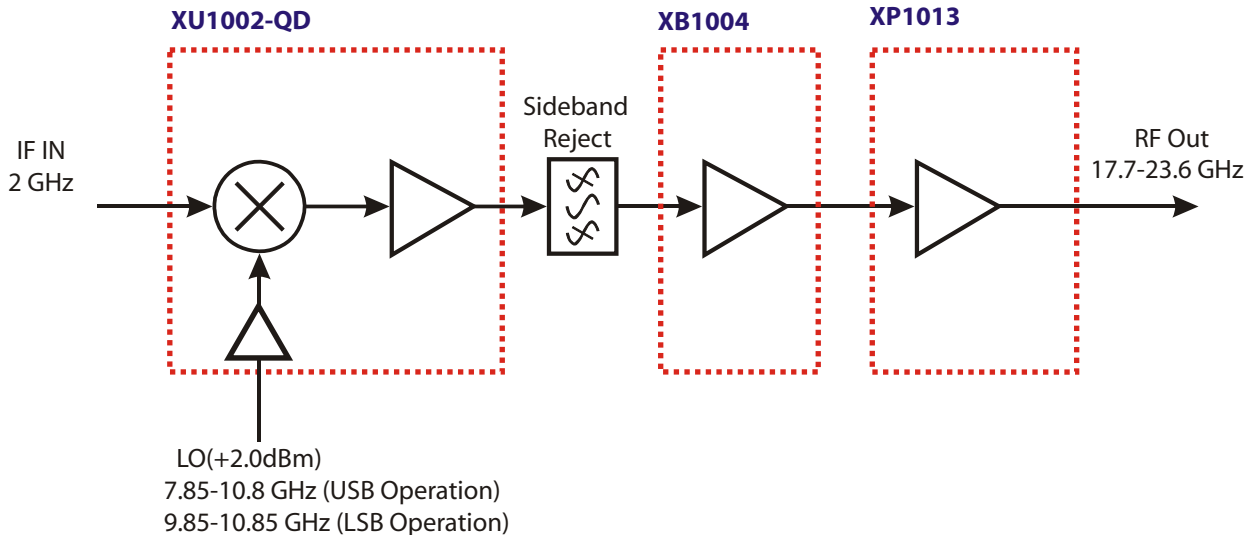 XU1002-QD
XB1004
XP1013
Sideband
Reject
IF IN
2 GHz
RF Out
17.7-23.6 GHz
LO(+2.0dBm)
7.85-10.8 GHz (USB Operation)
9.85-10.85 GHz (LSB Operation)